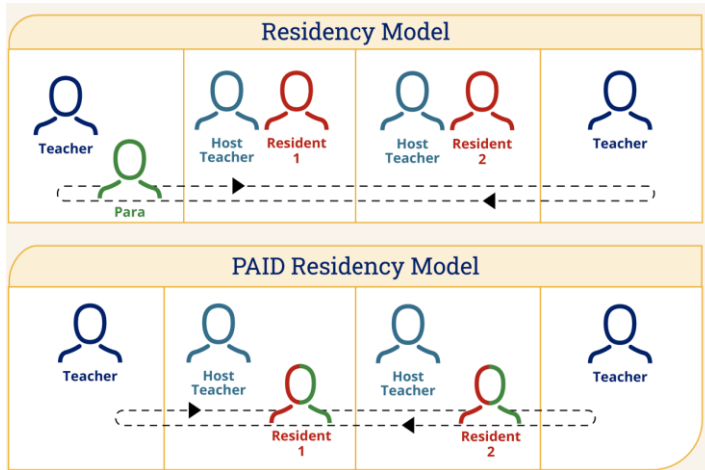 Residency Model
Teacher
Para
Host
Teacher
Resident
1
Host
Teacher
Resident
2
Teacher
PAID Residency Model
Teacher
Host
Teacher
Resident
1
Host
Teacher
Resident
2
Teacher